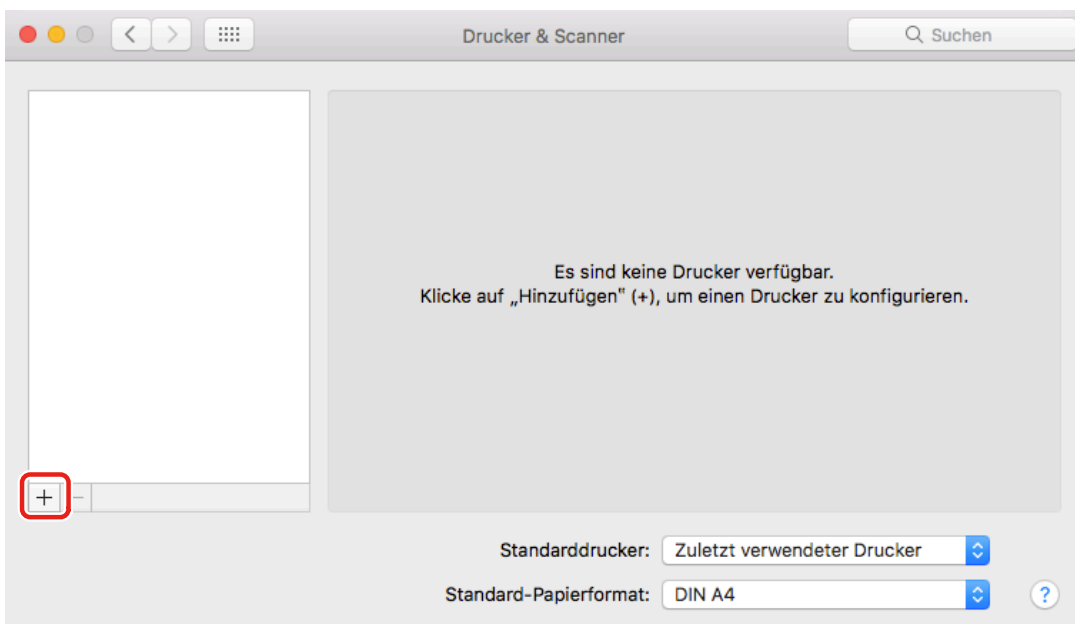 Drucker & Scanner
Suchen
Es sind keine Drucker verfügbar.
Klicke auf „Hinzufügen" (+), um einen Drucker zu konfigurieren.
+ −
Standarddrucker: Zuletzt verwendeter Drucker
Standard-Papierformat: DIN A4 ?